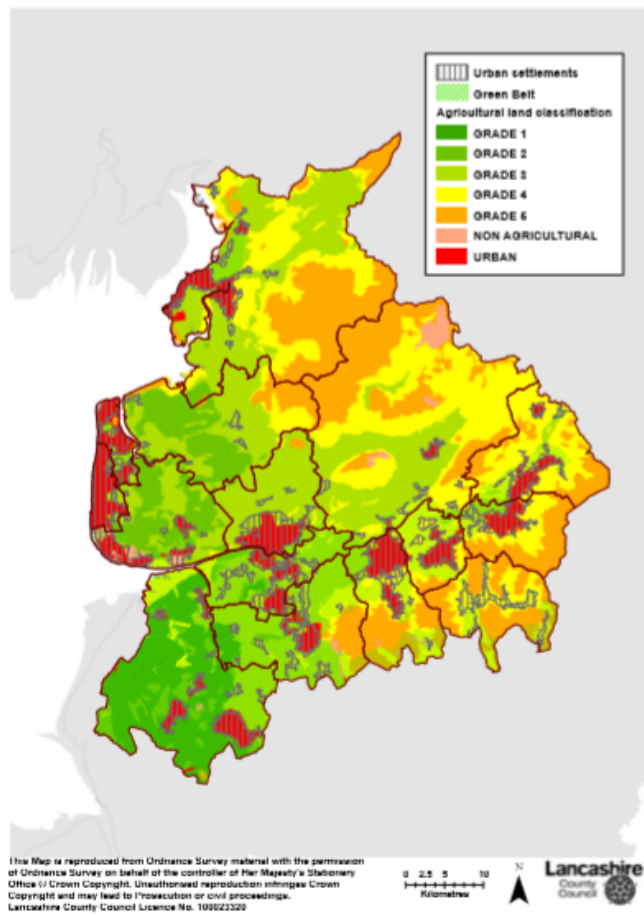 Urban settlements
Green Belt
Agricultural land classification
GRADE 1
GRADE 2
GRADE 3
GRADE 4
GRADE 5
NON AGRICULTURAL
URBAN
This Map is reproduced from Ordnance Survey material with the permission
of Ordnance Survey on behalf of the controller of Her Majesty's Stationery
Office © Crown Copyright. Unauthorised reproduction infringes Crown
Copyright and may lead to Prosecution or civil proceedings.
Lancashire County Council Licence No. 100023320
0 2.5 5 10
Kilometres
N
Lancashire
County
Council